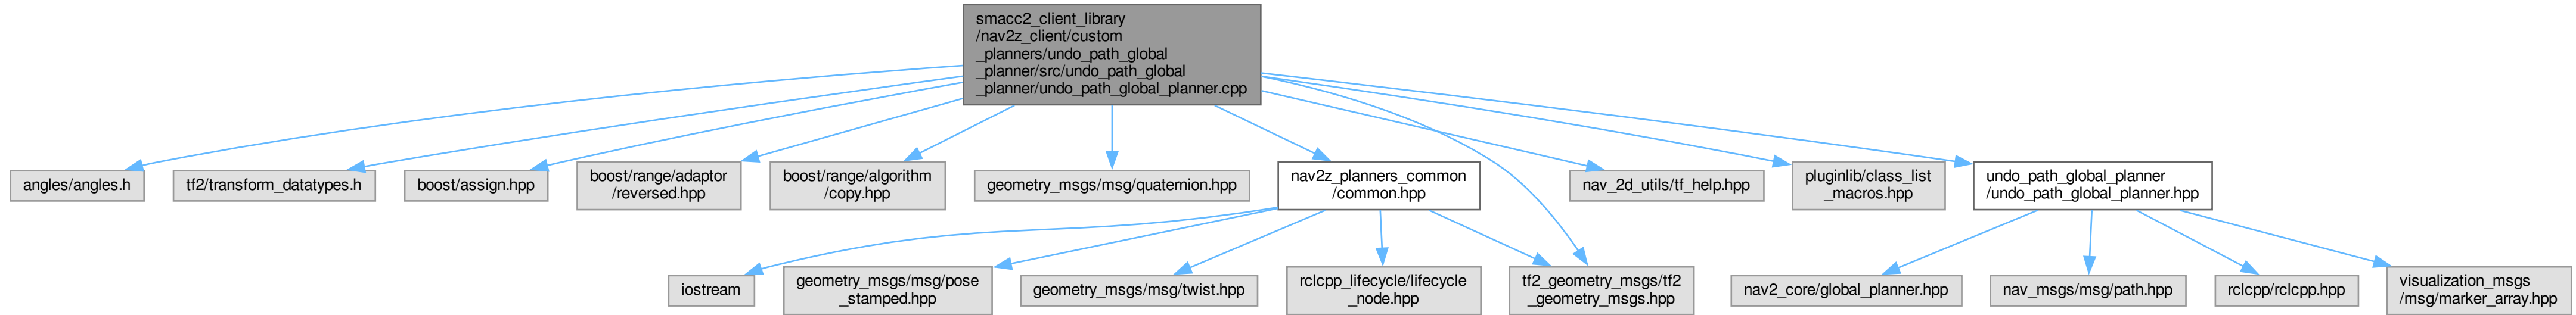 smacc2_client_library
/nav2z_client/custom
_planners/undo_path_global
_planner/src/undo_path_global
_planner/undo_path_global_planner.cpp
angles/angles.h
tf2/transform_datatypes.h
boost/assign.hpp
boost/range/adaptor
/reversed.hpp
boost/range/algorithm
/copy.hpp
geometry_msgs/msg/quaternion.hpp
nav2z_planners_common
/common.hpp
nav_2d_utils/tf_help.hpp
pluginlib/class_list
_macros.hpp
undo_path_global_planner
/undo_path_global_planner.hpp
iostream
geometry_msgs/msg/pose
_stamped.hpp
geometry_msgs/msg/twist.hpp
rclcpp_lifecycle/lifecycle
_node.hpp
tf2_geometry_msgs/tf2
_geometry_msgs.hpp
nav2_core/global_planner.hpp
nav_msgs/msg/path.hpp
rclcpp/rclcpp.hpp
visualization_msgs
/msg/marker_array.hpp